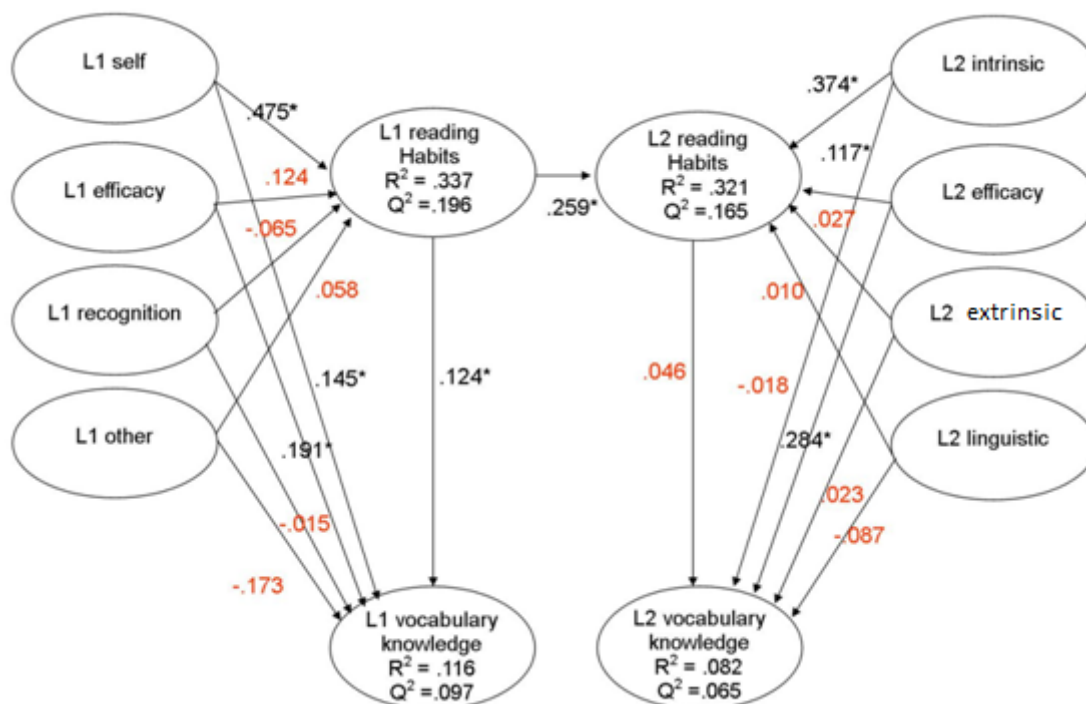 L1 self
L2 intrinsic
.475*
.374*
L1 reading
Habits
R² = .337
Q² =.196
L2 reading
Habits
R² = .321
Q² =.165
.117*
L1 efficacy
.124
L2 efficacy
.259*
-.065
.027
.058
.010
L1 recognition
L2 extrinsic
.145*
.124*
.046
-.018
L1 other
L2 linguistic
.191*
.284*
-.015
.023
-.173
-.087
L1 vocabulary
knowledge
R² = .116
Q² =.097
L2 vocabulary
knowledge
R² = .082
Q² =.065